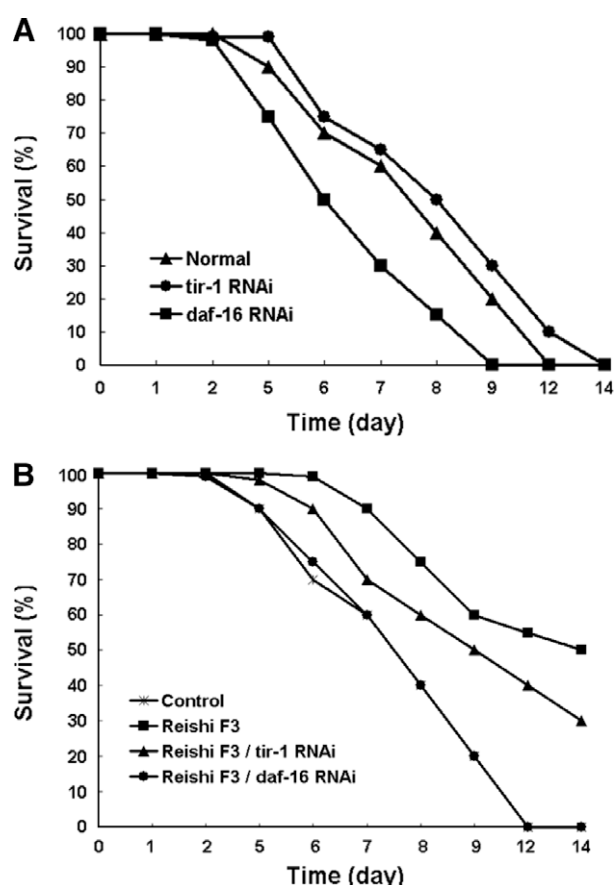 A
Survival (%)
100
90
80
70
60
50
40
30
20
10
0
Normal
tir-1 RNAi
daf-16 RNAi
0 1 2 5 6 7 8 9 12 14
Time (day)
B
Survival (%)
100
90
80
70
60
50
40
30
20
10
0
Control
Reishi F3
Reishi F3 / tir-1 RNAi
Reishi F3 / daf-16 RNAi
0 1 2 5 6 7 8 9 12 14
Time (day)